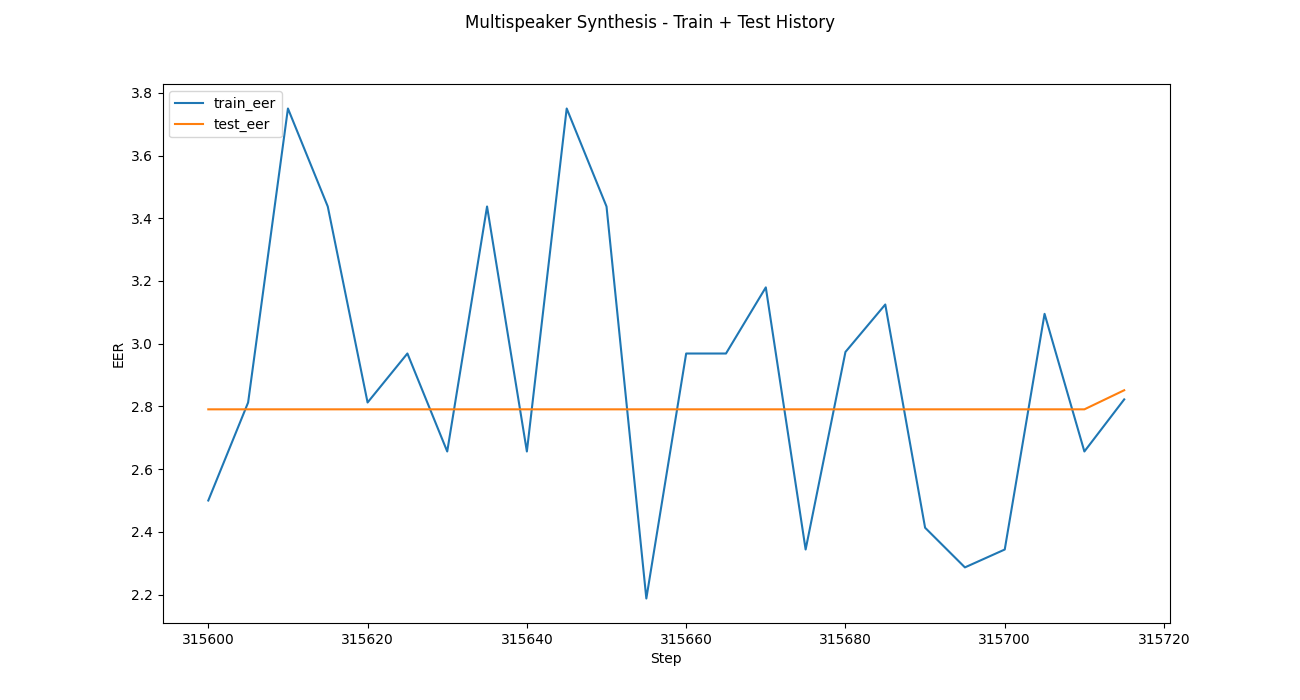 Multispeaker Synthesis - Train + Test History
train_eer
test_eer
3.8
3.6
3.4
3.2
3.0
2.8
2.6
2.4
2.2
EER
315600 315620 315640 315660 315680 315700 315720
Step